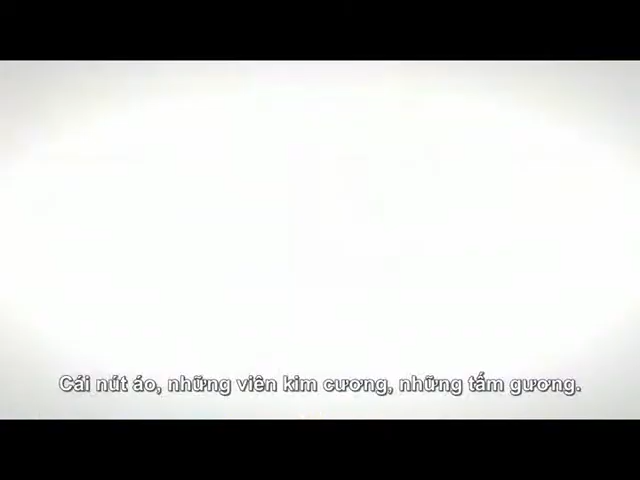 Cái nút áo, những viên kim cương, những tấm gương.